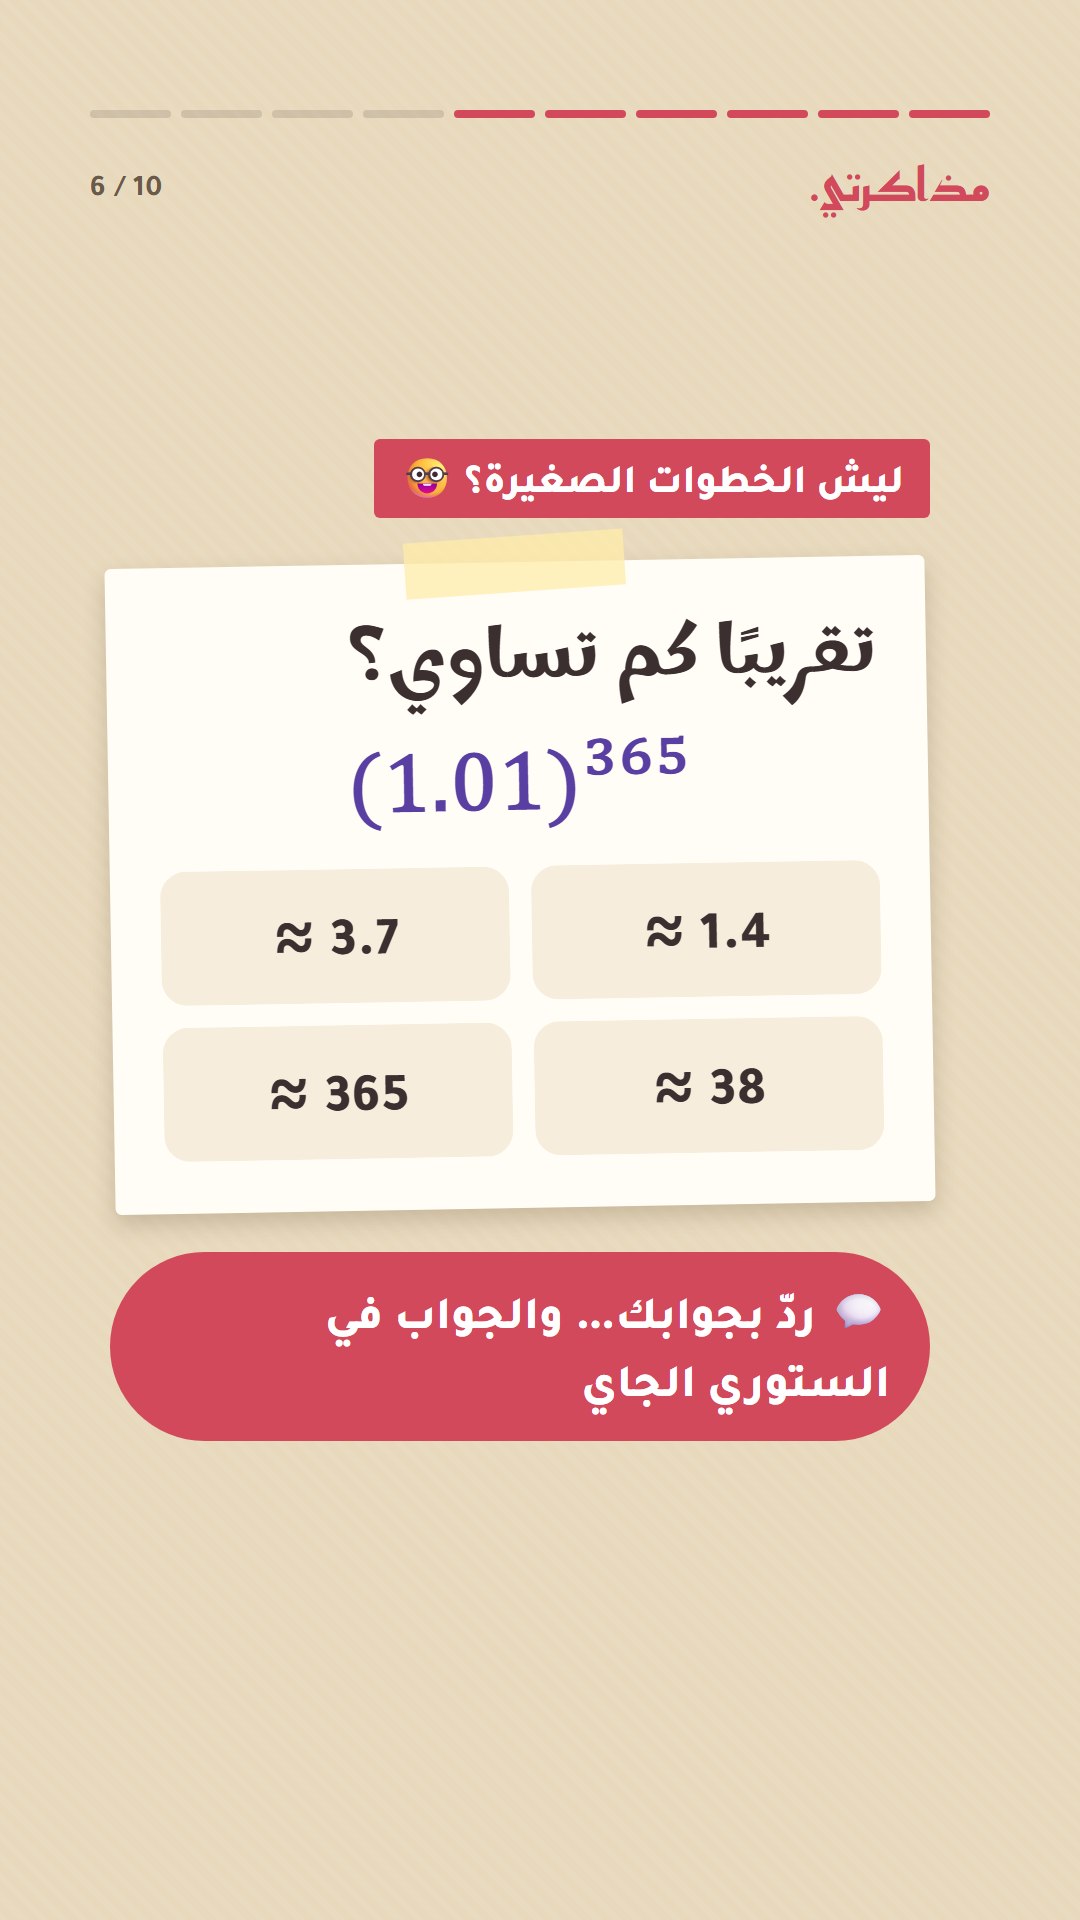 مذاكرتي.
6 / 10
ليش الخطوات الصغيرة؟ 🤓
تقريبًا كم تساوي؟
(1.01)³⁶⁵
≈ 1.4
≈ 3.7
≈ 38
≈ 365
💬 ردّ بجوابك... والجواب في
الستوري الجاي